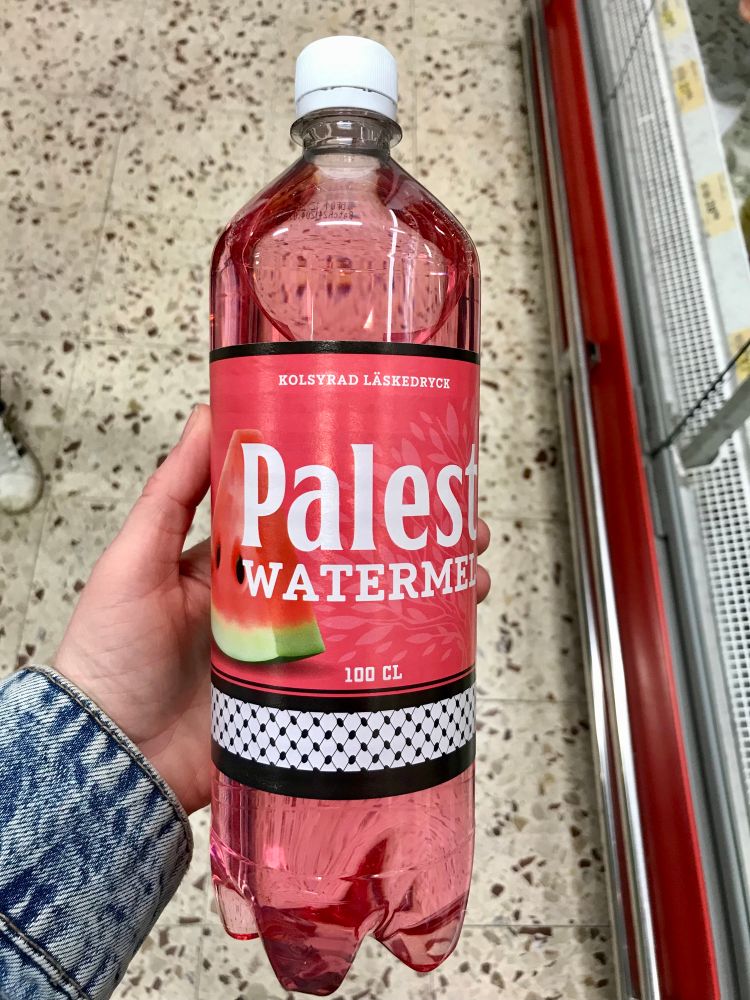 KOLSYRAD LÄSKEDRYCK
Palest
WATERMEL
100 CL